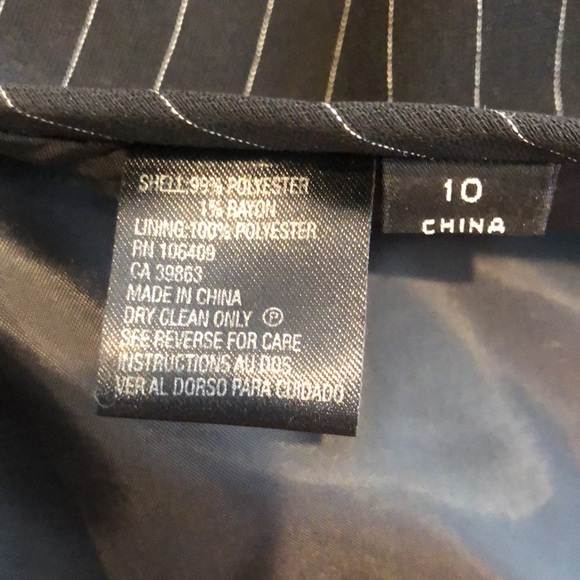 SHELL:99% POLYESTER
1% RAYON
LINING:100% POLYESTER
RN 106409
CA 39863
MADE IN CHINA
DRY CLEAN ONLY Ⓟ
SEE REVERSE FOR CARE
INSTRUCTIONS AU DOS
VER AL DORSO PARA CUIDADO
10
CHINA